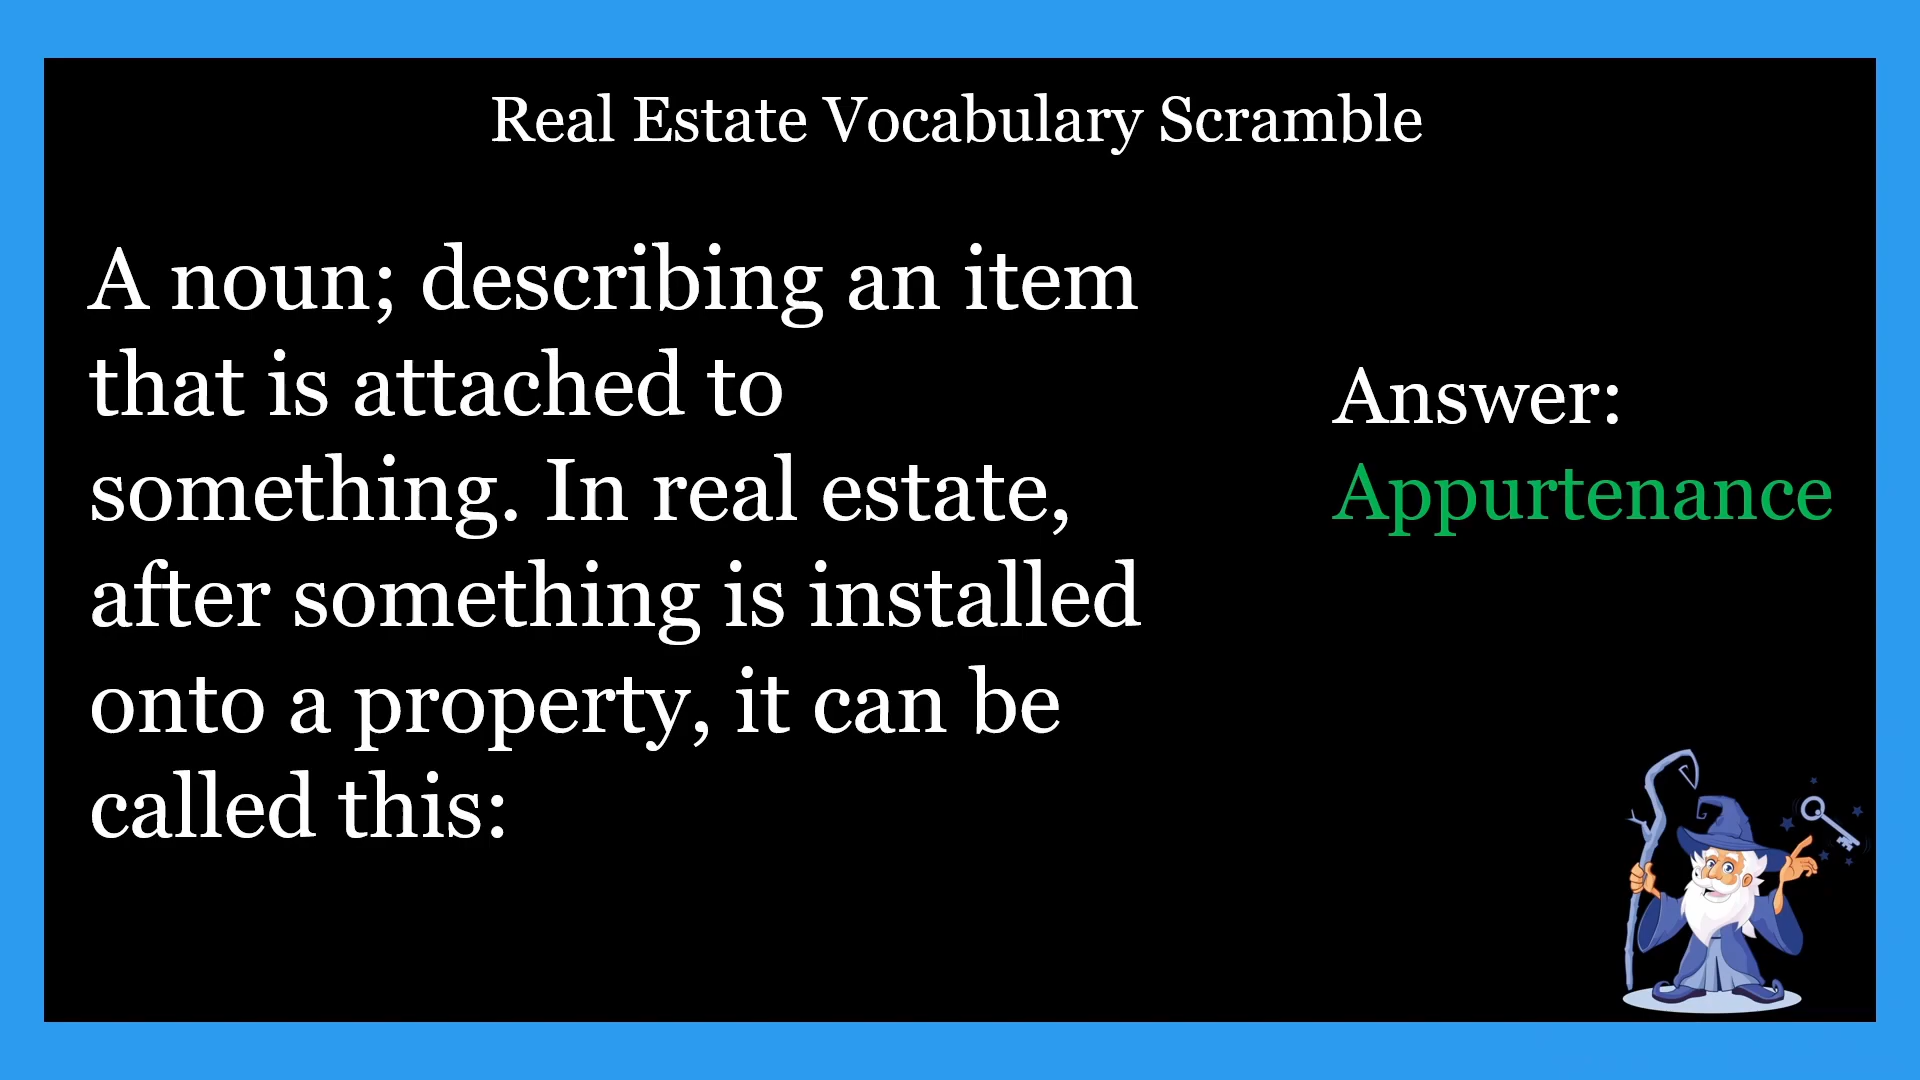 Real Estate Vocabulary Scramble
A noun; describing an item
that is attached to
something. In real estate,
after something is installed
onto a property, it can be
called this:
Answer:
Appurtenance